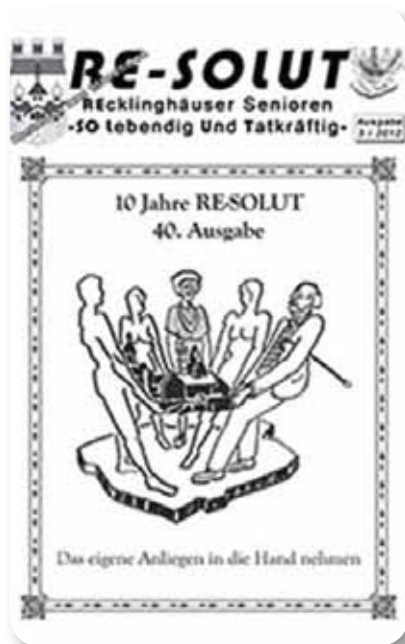 RE-SOLUT
REcklinghäuser Senioren
-SO lebendig Und Tatkräftig-
Ausgabe
3 / 2012
10 Jahre RE-SOLUT
40. Ausgabe
Das eigene Anliegen in die Hand nehmen